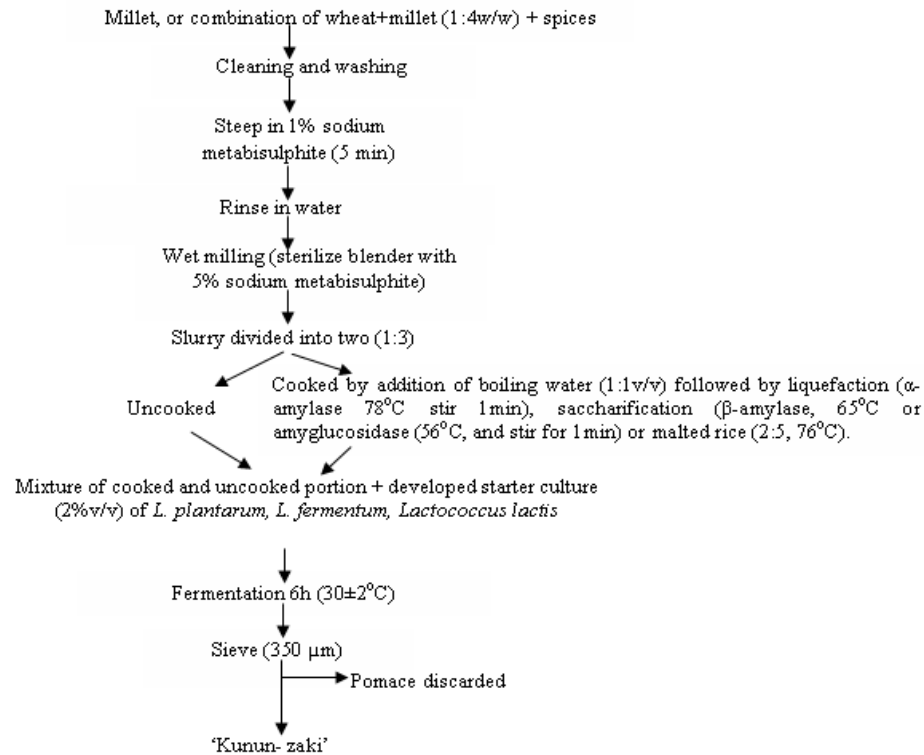 Millet, or combination of wheat+millet (1:4w/w) + spices
Cleaning and washing
Steep in 1% sodium
metabisulphite (5 min)
Rinse in water
Wet milling (sterilize blender with
5% sodium metabisulphite)
Slurry divided into two (1:3)
Uncooked
Cooked by addition of boiling water (1:1v/v) followed by liquefaction (α-
amylase 78°C stir 1min), saccharification (β-amylase, 65°C or
amyglucosidase (56°C, and stir for 1min) or malted rice (2:5, 76°C).
Mixture of cooked and uncooked portion + developed starter culture
(2%v/v) of L. plantarum, L. fermentum, Lactococcus lactis
Fermentation 6h (30±2°C)
Sieve (350 µm)
Pomace discarded
‘Kunun- zaki’